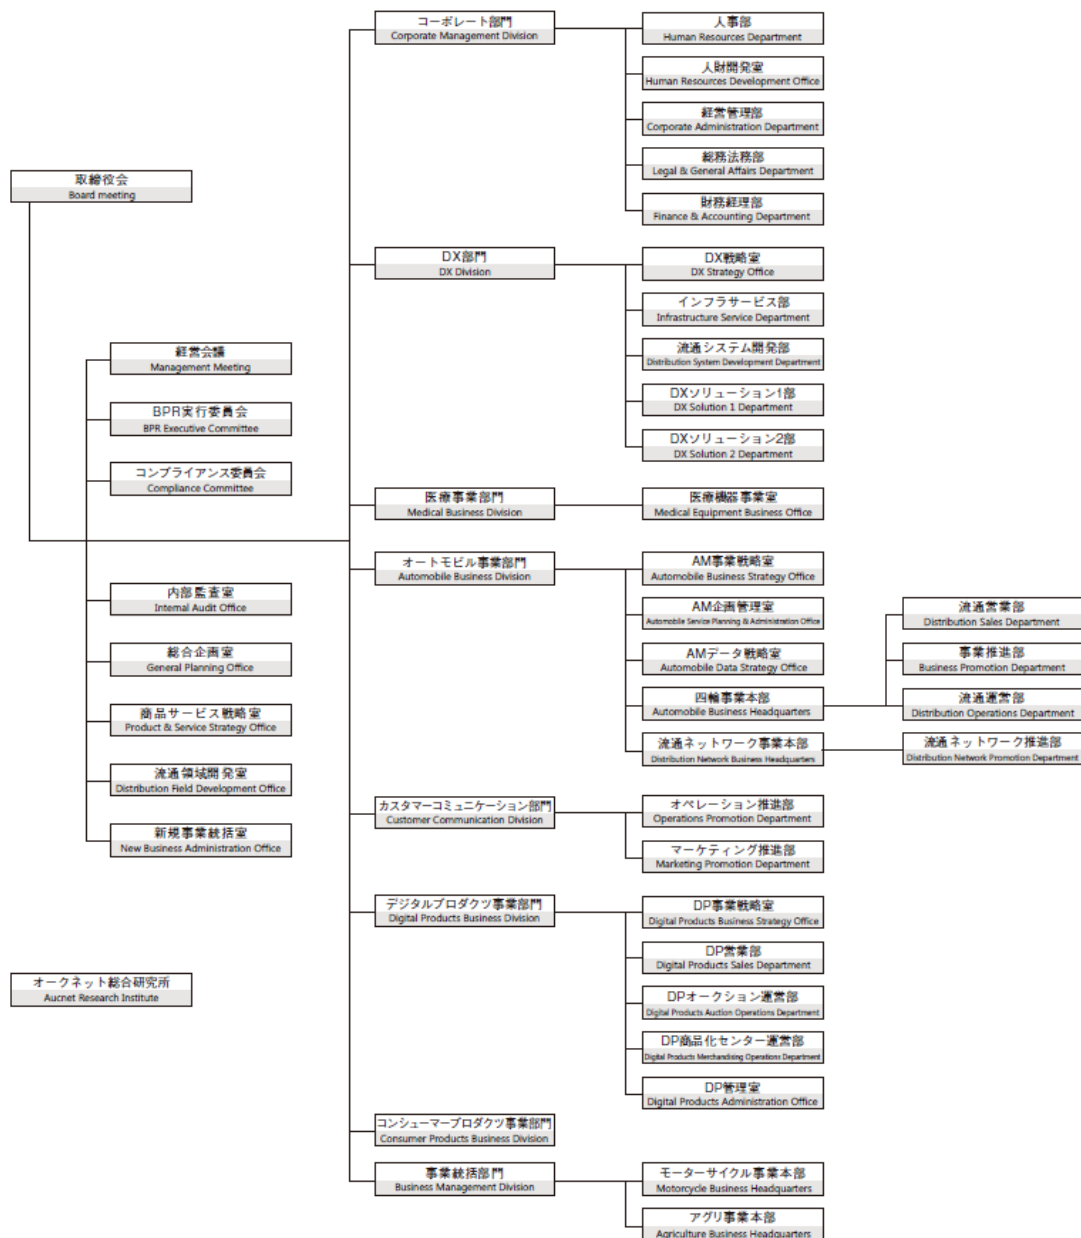 取締役会
Board meeting
経営会議
Management Meeting
BPR実行委員会
BPR Executive Committee
コンプライアンス委員会
Compliance Committee
内部監査室
Internal Audit Office
総合企画室
General Planning Office
商品サービス戦略室
Product & Service Strategy Office
流通領域開発室
Distribution Field Development Office
新規事業統括室
New Business Administration Office
オークネット総合研究所
Aucnet Research Institute
コーポレート部門
Corporate Management Division
人事部
Human Resources Department
人財開発室
Human Resources Development Office
経営管理部
Corporate Administration Department
総務法務部
Legal & General Affairs Department
財務経理部
Finance & Accounting Department
DX部門
DX Division
DX戦略室
DX Strategy Office
インフラサービス部
Infrastructure Service Department
流通システム開発部
Distribution System Development Department
DXソリューション1部
DX Solution 1 Department
DXソリューション2部
DX Solution 2 Department
医療事業部門
Medical Business Division
医療機器事業室
Medical Equipment Business Office
オートモビル事業部門
Automobile Business Division
AM事業戦略室
Automobile Business Strategy Office
AM企画管理室
Automobile Service Planning & Administration Office
AMデータ戦略室
Automobile Data Strategy Office
四輪事業本部
Automobile Business Headquarters
流通営業部
Distribution Sales Department
事業推進部
Business Promotion Department
流通運営部
Distribution Operations Department
流通ネットワーク事業本部
Distribution Network Business Headquarters
流通ネットワーク推進部
Distribution Network Promotion Department
カスタマーコミュニケーション部門
Customer Communication Division
オペレーション推進部
Operations Promotion Department
マーケティング推進部
Marketing Promotion Department
デジタルプロダクツ事業部門
Digital Products Business Division
DP事業戦略室
Digital Products Business Strategy Office
DP営業部
Digital Products Sales Department
DPオークション運営部
Digital Products Auction Operations Department
DP商品化センター運営部
Digital Products Merchandising Operations Department
DP管理室
Digital Products Administration Office
コンシューマープロダクツ事業部門
Consumer Products Business Division
事業統括部門
Business Management Division
モーターサイクル事業本部
Motorcycle Business Headquarters
アグリ事業本部
Agriculture Business Headquarters